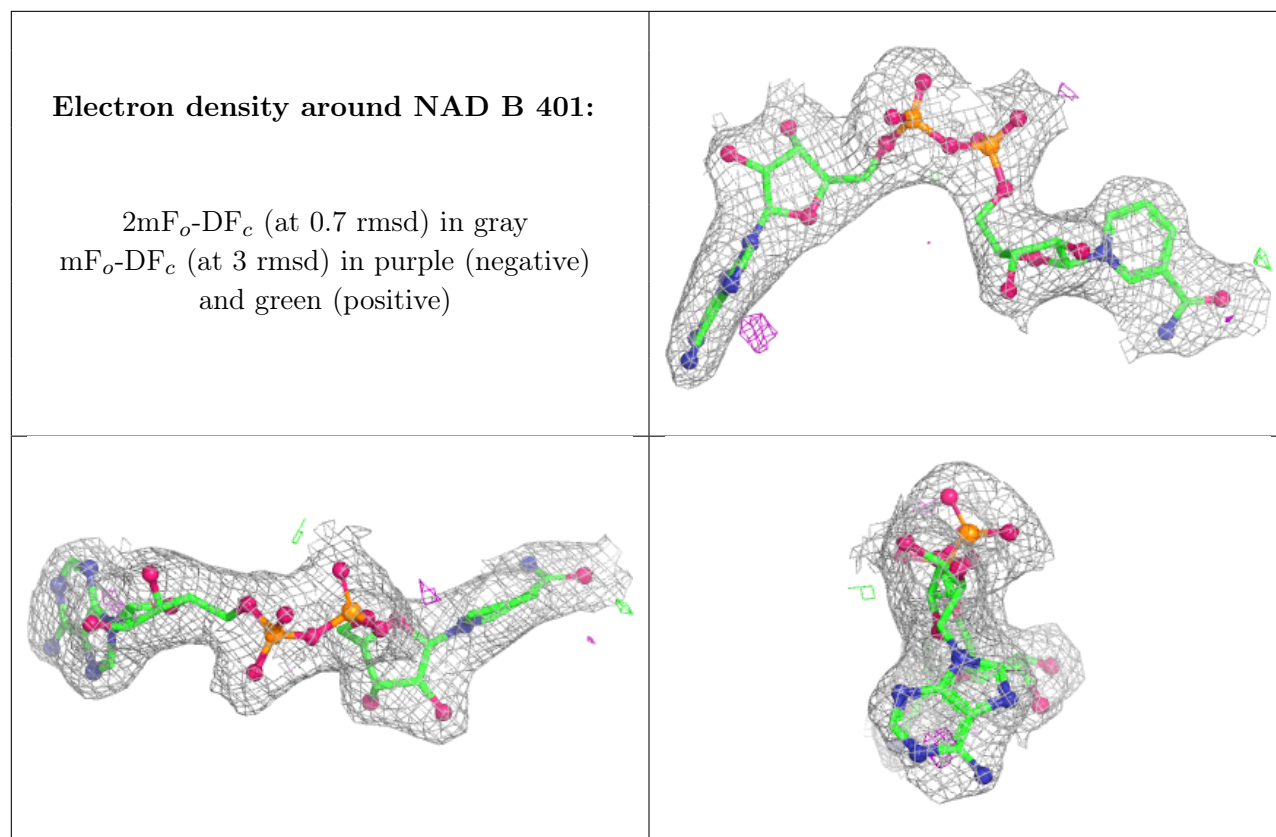 Electron density around NAD B 401:
2mFo-DFc (at 0.7 rmsd) in gray
mFo-DFc (at 3 rmsd) in purple (negative)
and green (positive)